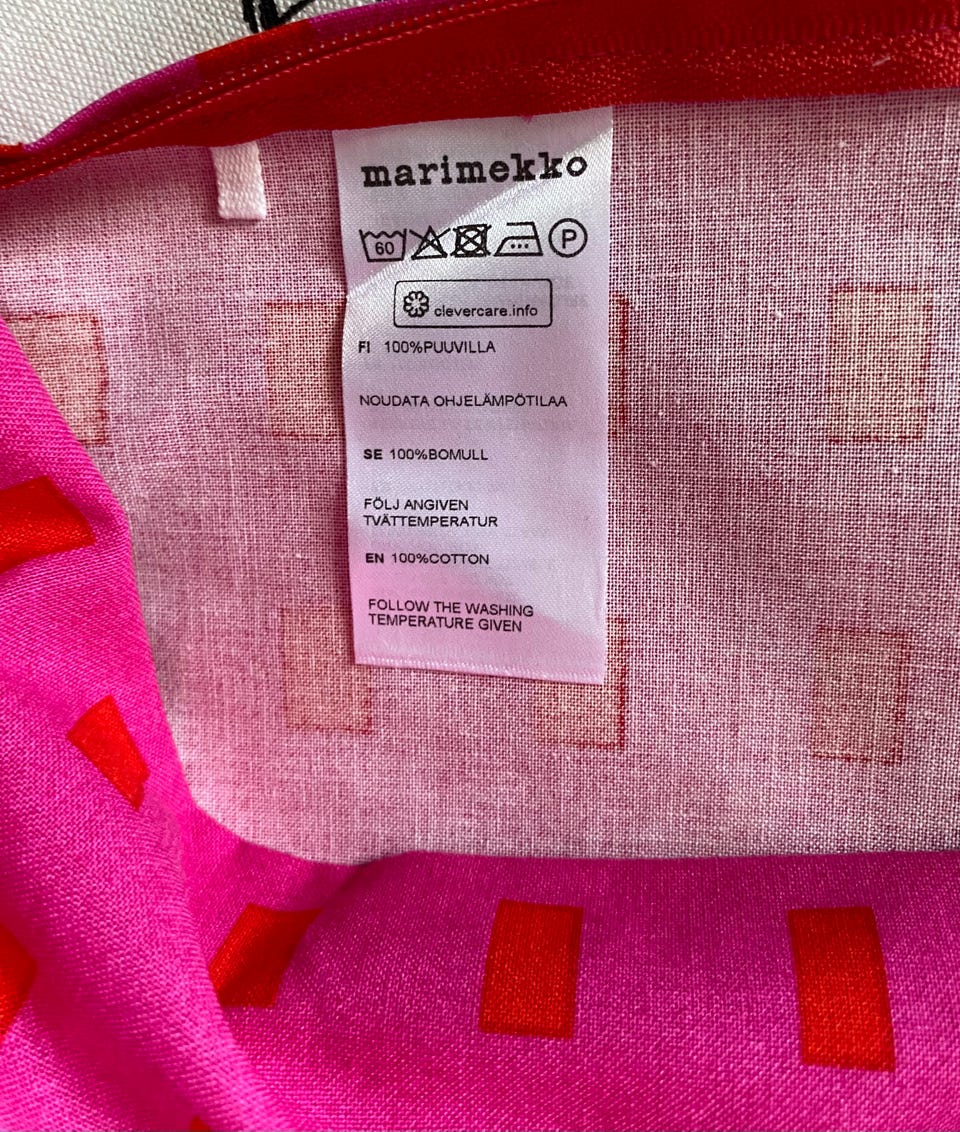 marimekko
60 P
clevercare.info
FI 100%PUUVILLA
NOUDATA OHJELÄMPÖTILAA
SE 100%BOMULL
FÖLJ ANGIVEN
TVÄTTEMPERATUR
EN 100%COTTON
FOLLOW THE WASHING
TEMPERATURE GIVEN